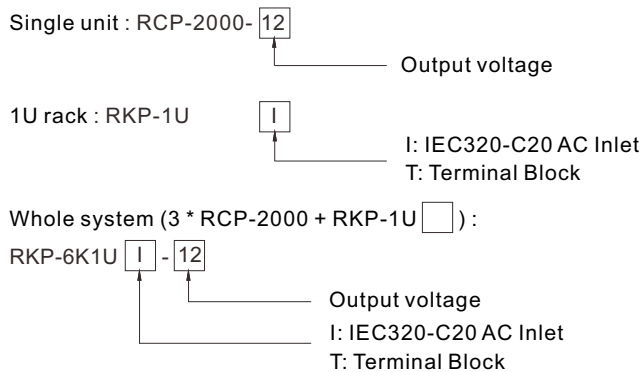 Single unit : RCP-2000- 12
Output voltage
1U rack : RKP-1U I
I: IEC320-C20 AC Inlet
T: Terminal Block
Whole system (3 * RCP-2000 + RKP-1U ) :
RKP-6K1U I - 12
Output voltage
I: IEC320-C20 AC Inlet
T: Terminal Block